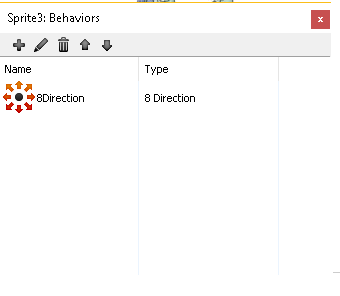 Sprite3: Behaviors
x
Name Type
8Direction 8 Direction